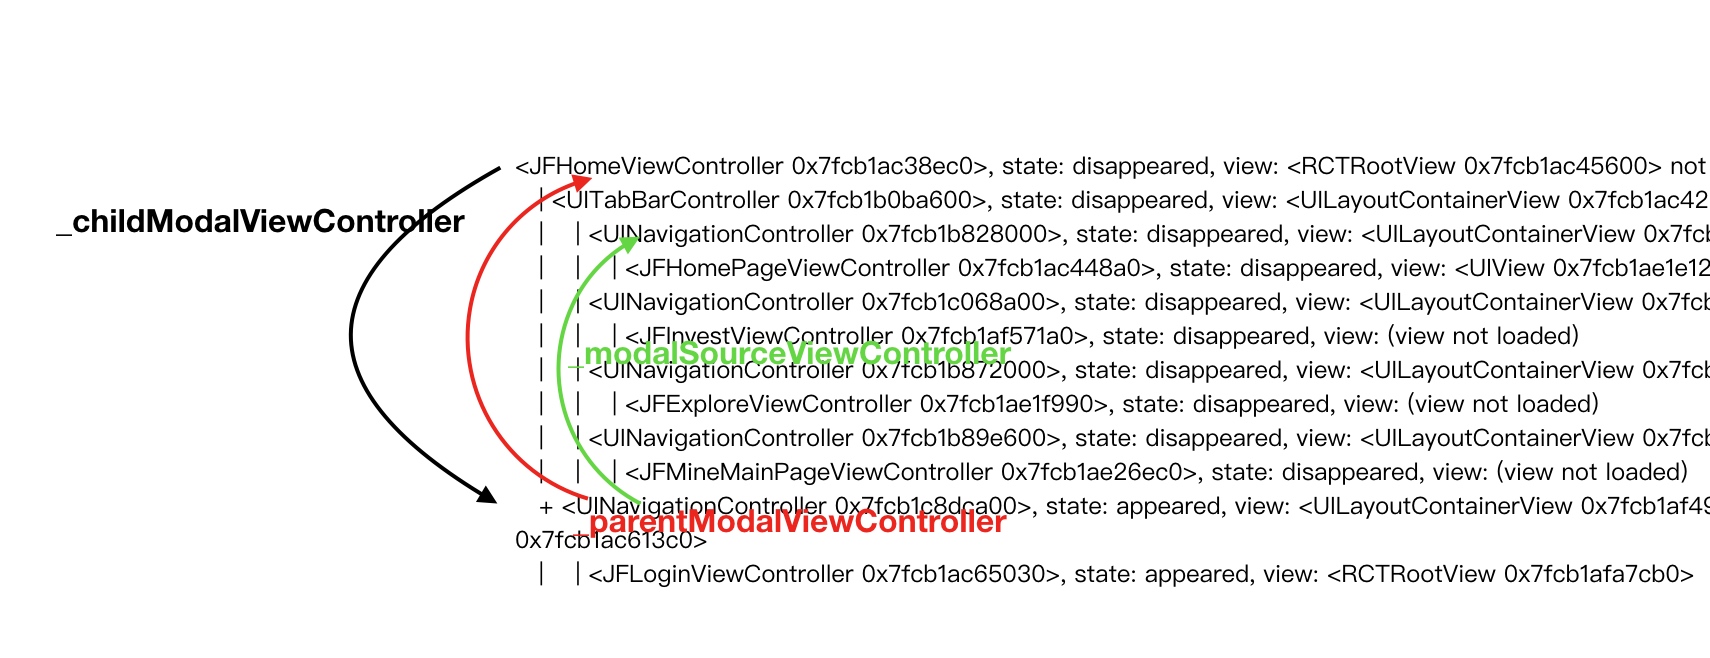 <JFHomeViewController 0x7fcb1ac38ec0>, state: disappeared, view: <RCTRootView 0x7fcb1ac45600> not
| <UITabBarController 0x7fcb1b0ba600>, state: disappeared, view: <UILayoutContainerView 0x7fcb1ac42
_childModalViewController
| | <UINavigationController 0x7fcb1b828000>, state: disappeared, view: <UILayoutContainerView 0x7fcb
| | | <JFHomePageViewController 0x7fcb1ac448a0>, state: disappeared, view: <UIView 0x7fcb1ae1e12
| | <UINavigationController 0x7fcb1c068a00>, state: disappeared, view: <UILayoutContainerView 0x7fcb
| | | <JFInvestViewController 0x7fcb1af571a0>, state: disappeared, view: (view not loaded)
_modalSourceViewController
| | <UINavigationController 0x7fcb1b872000>, state: disappeared, view: <UILayoutContainerView 0x7fcb
| | | <JFExploreViewController 0x7fcb1ae1f990>, state: disappeared, view: (view not loaded)
| | <UINavigationController 0x7fcb1b89e600>, state: disappeared, view: <UILayoutContainerView 0x7fcb
| | | <JFMineMainPageViewController 0x7fcb1ae26ec0>, state: disappeared, view: (view not loaded)
+ <UINavigationController 0x7fcb1c8dca00>, state: appeared, view: <UILayoutContainerView 0x7fcb1af49
_parentModalViewController
0x7fcb1ac613c0>
| | <JFLoginViewController 0x7fcb1ac65030>, state: appeared, view: <RCTRootView 0x7fcb1afa7cb0>